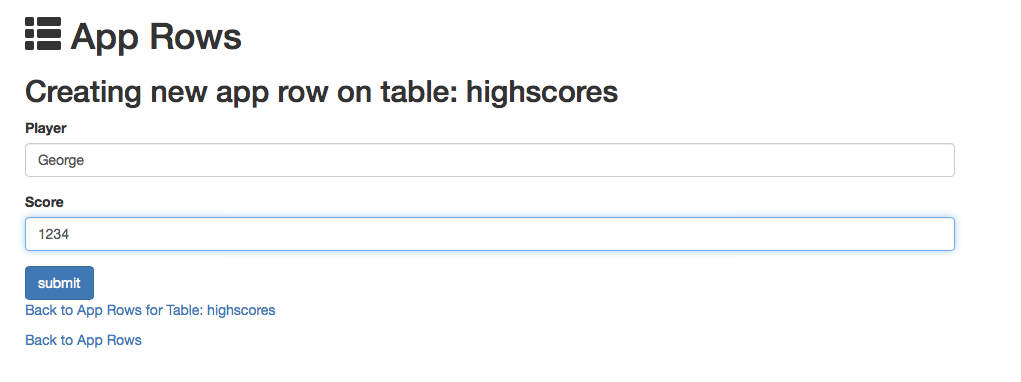 App Rows
Creating new app row on table: highscores
Player
George
Score
1234
submit
Back to App Rows for Table: highscores
Back to App Rows